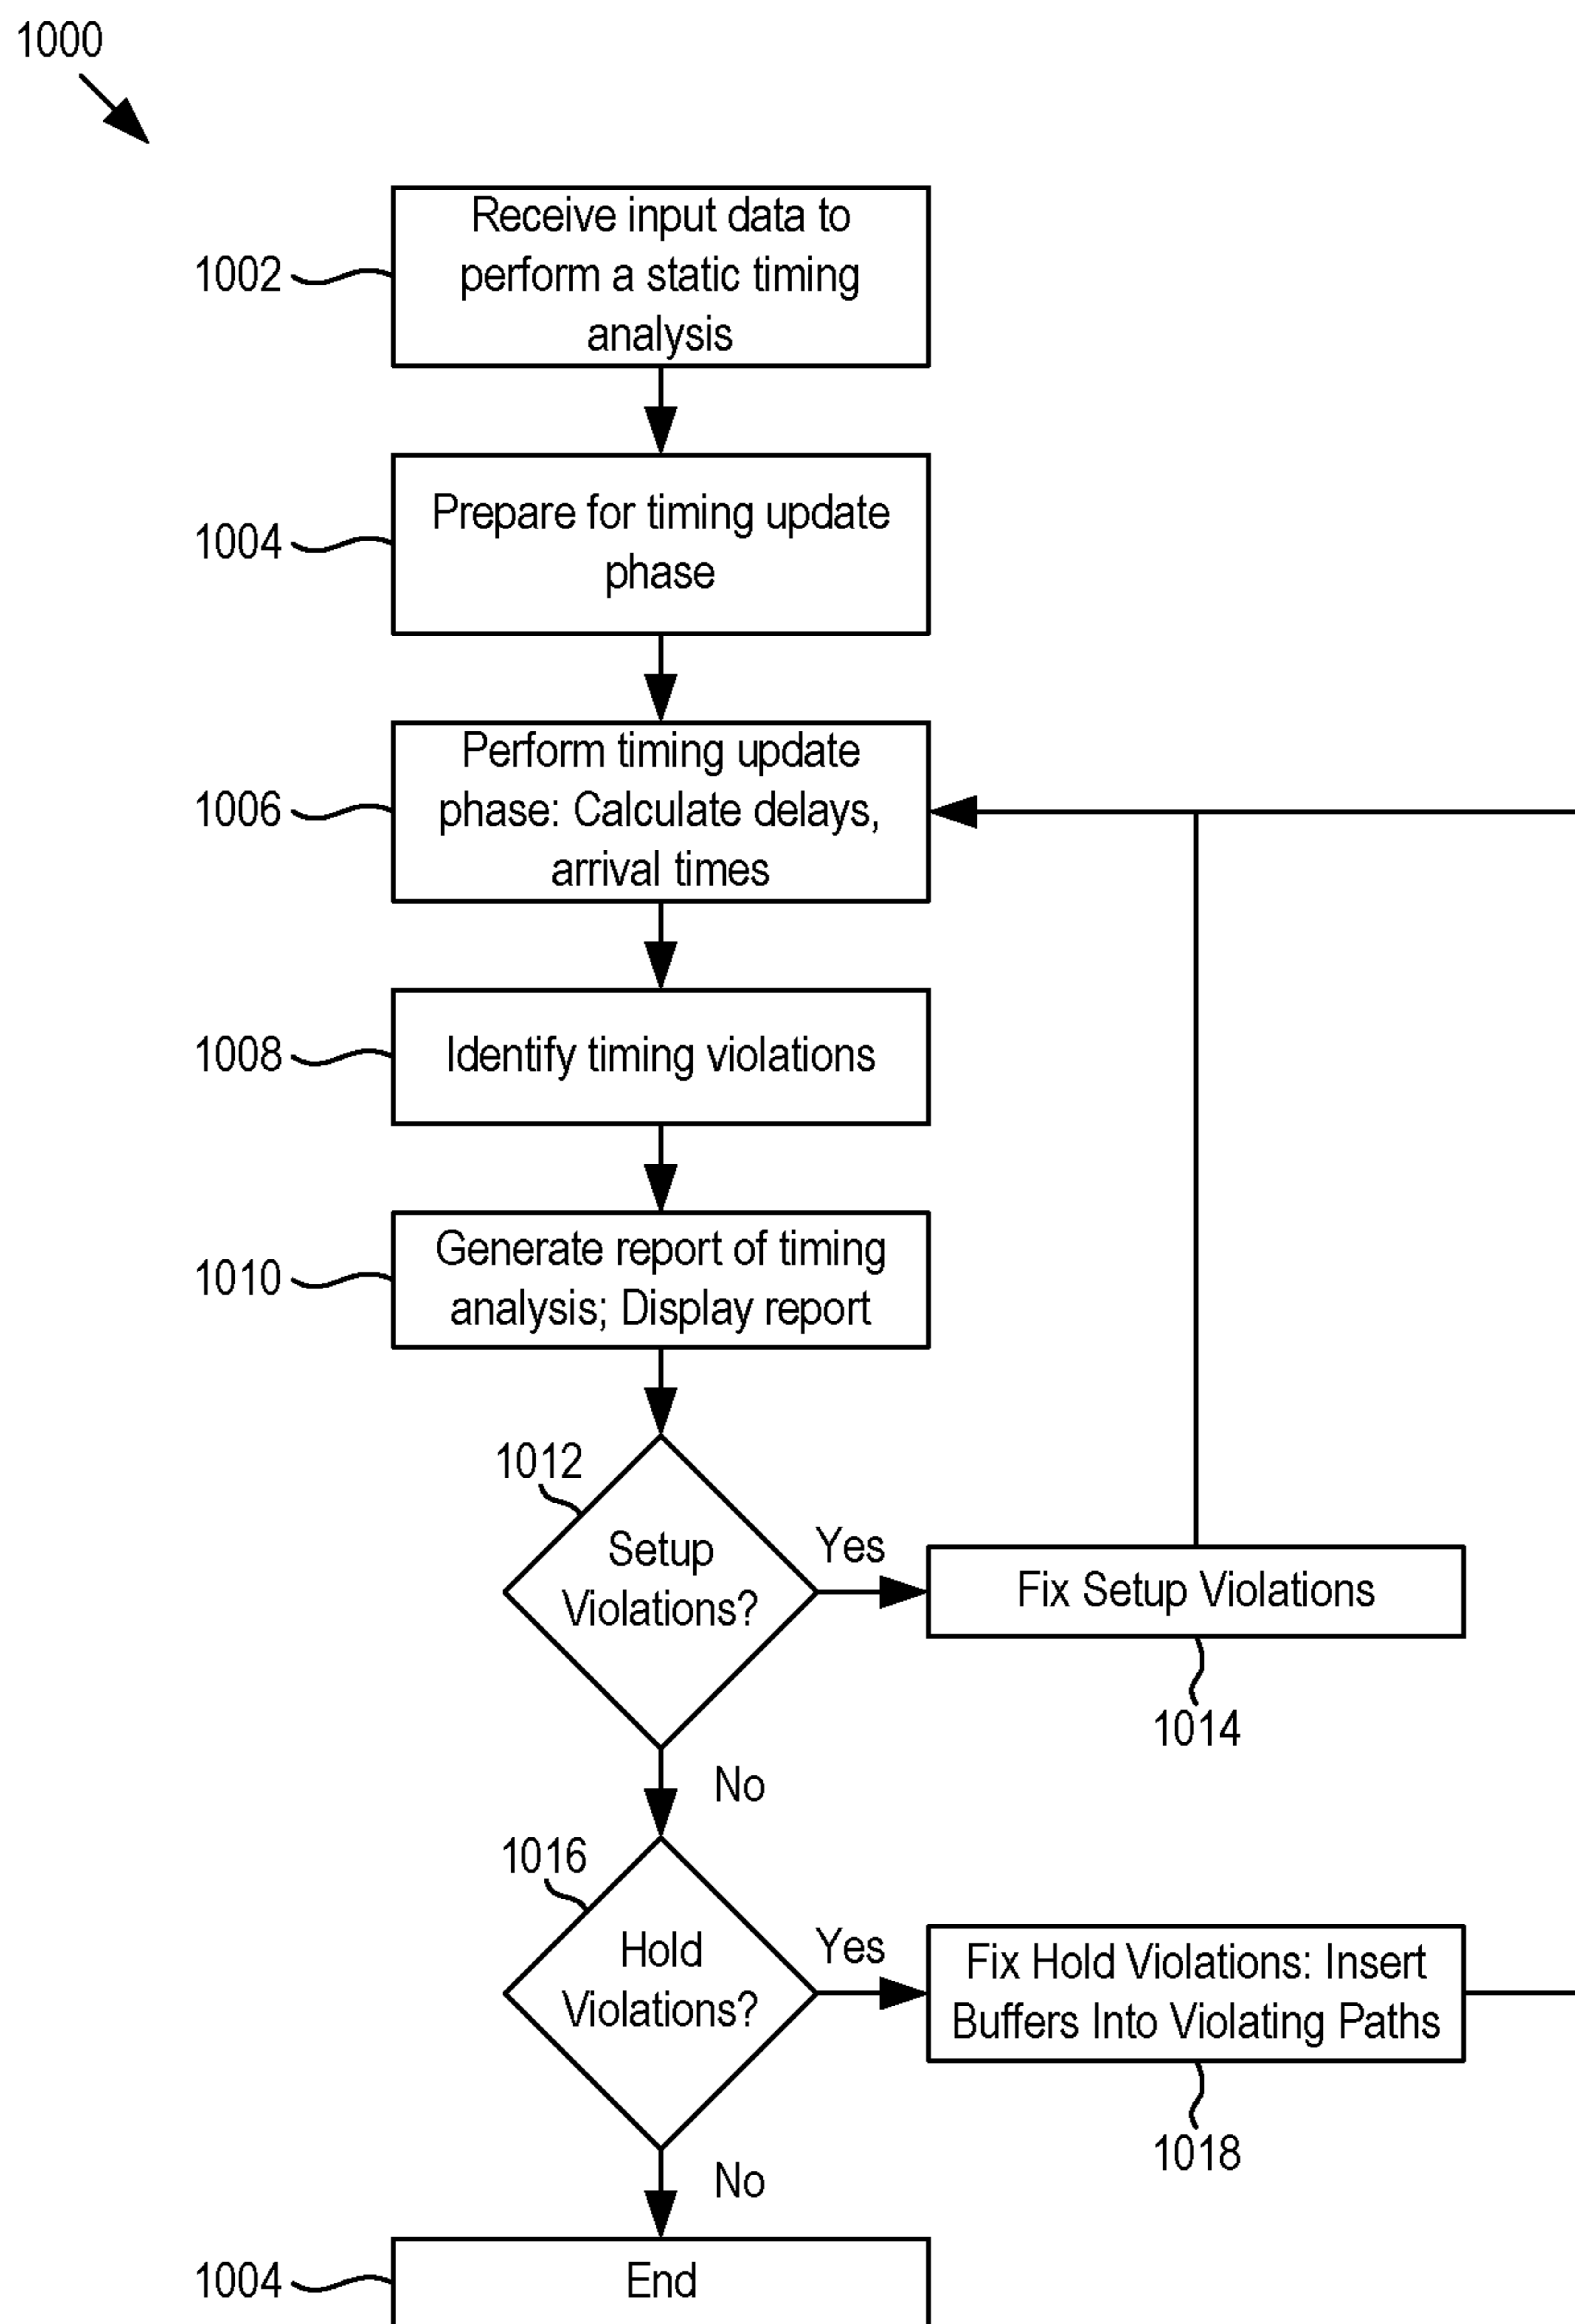 1000
Receive input data to
perform a static timing
analysis
1002
Prepare for timing update
phase
1004
Perform timing update
phase: Calculate delays,
arrival times
1006
Identify timing violations
1008
Generate report of timing
analysis; Display report
1010
1012
Setup
Violations?
Yes
Fix Setup Violations
1014
No
1016
Hold
Violations?
Yes
Fix Hold Violations: Insert
Buffers Into Violating Paths
1018
No
1004
End